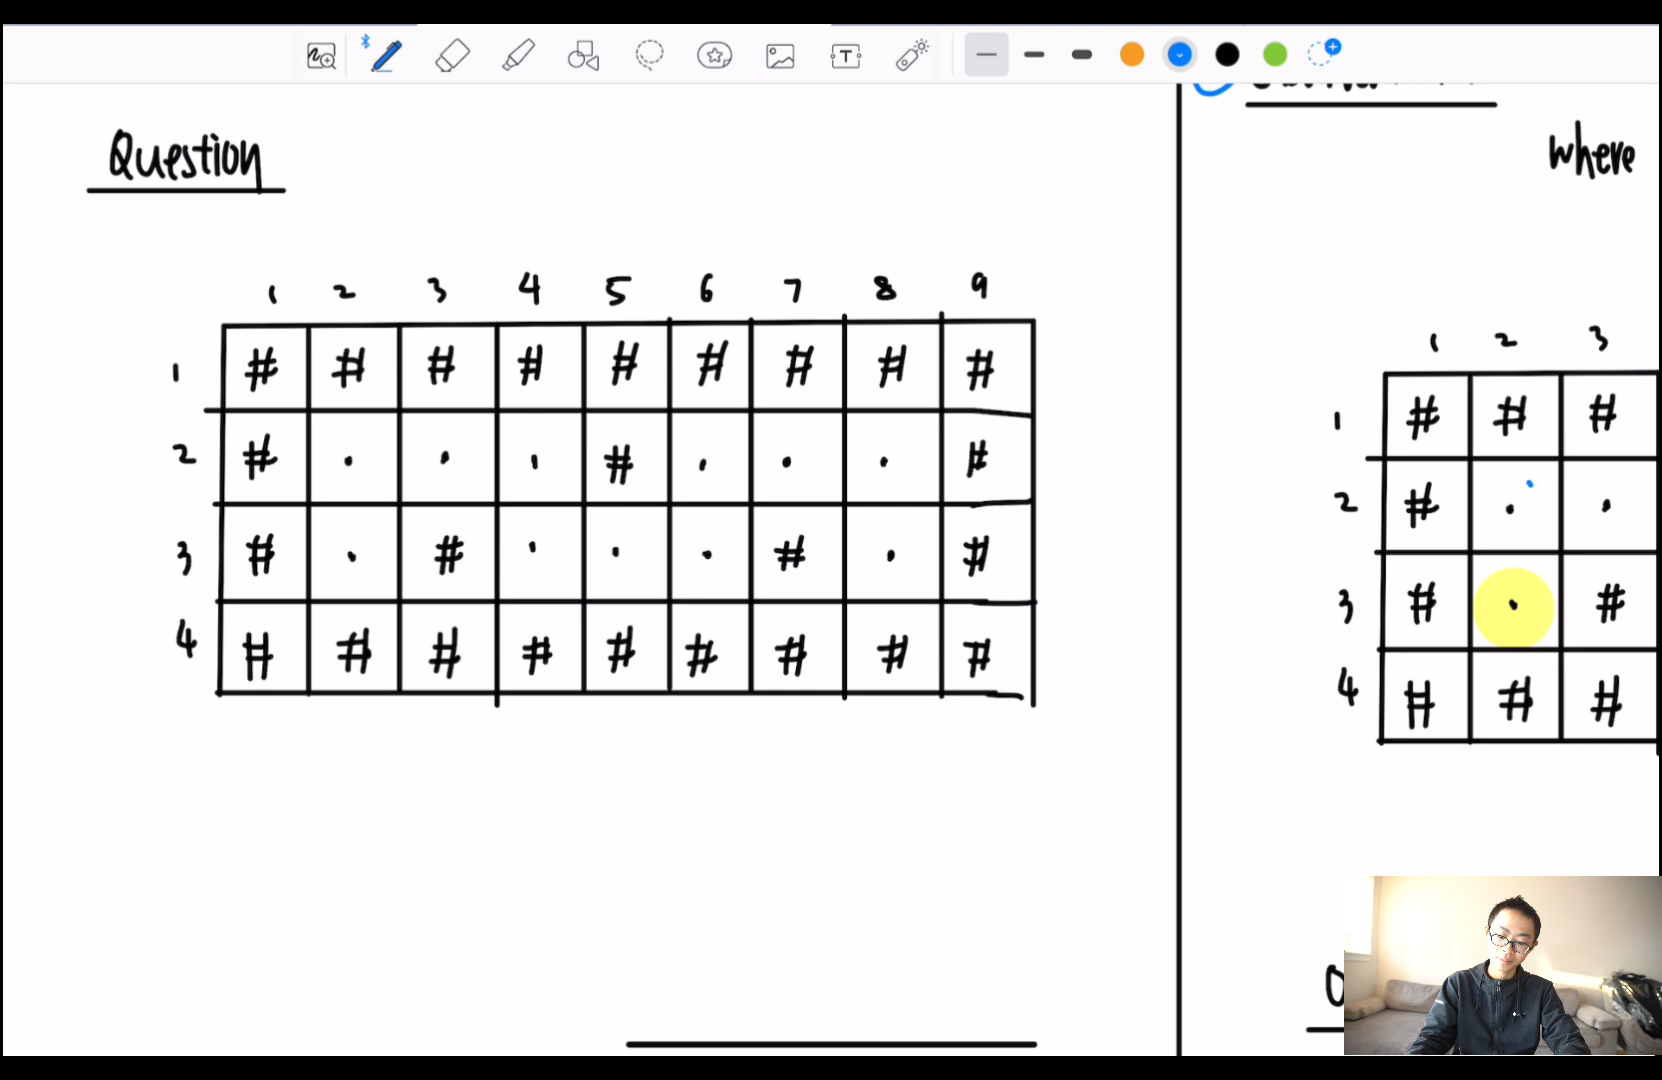 Question
where
1 2 3 4 5 6 7 8 9
1 # # # # # # # # #
2 # . . . # . . . #
3 # . # . . . # . #
4 # # # # # # # # #
1 2 3
1 # # #
2 # . .
3 # . #
4 # # #
T